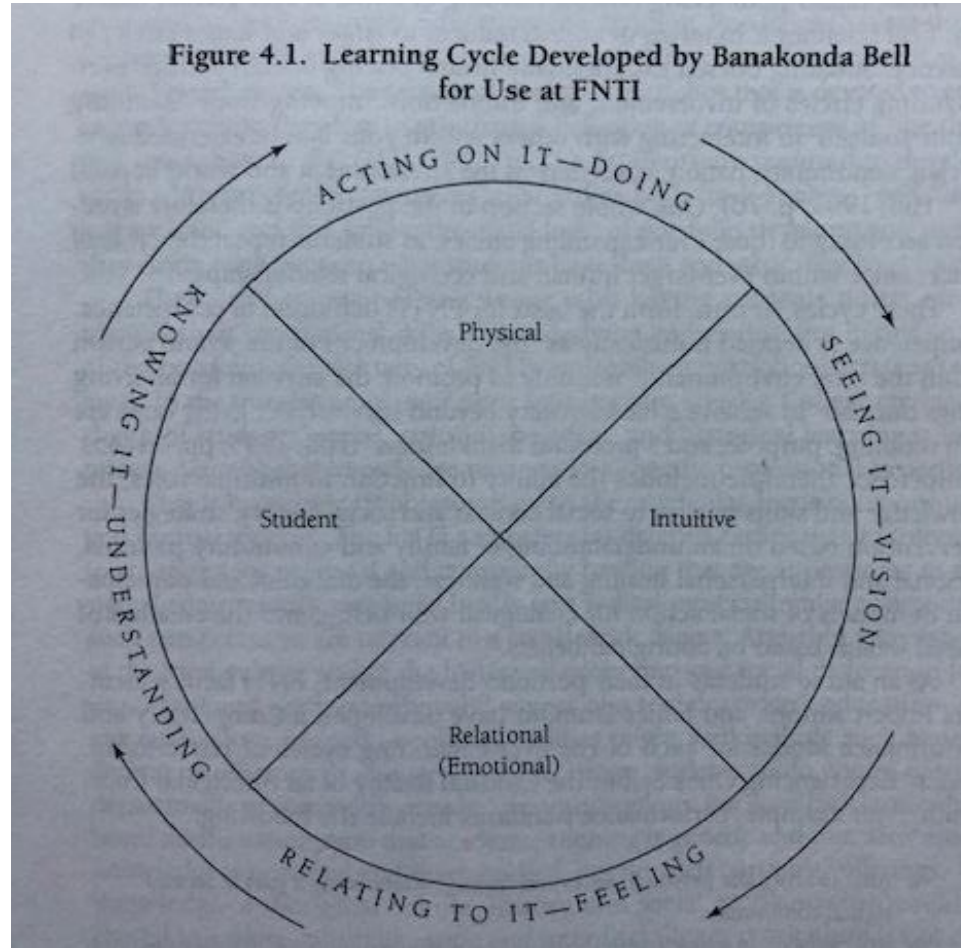 Figure 4.1. Learning Cycle Developed by Banakonda Bell
for Use at FNTI
ACTING ON IT—DOING
SEEING IT—VISION
RELATING TO IT—FEELING
KNOWING IT—UNDERSTANDING
Physical
Student
Intuitive
Relational
(Emotional)